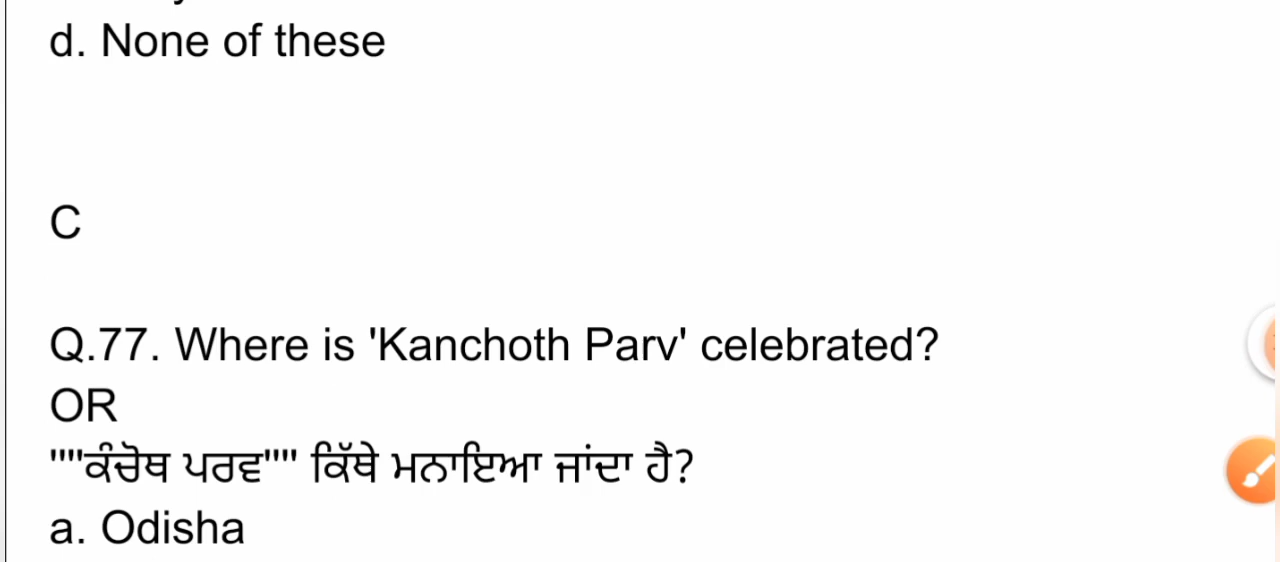 d. None of these
C
Q.77. Where is 'Kanchoth Parv' celebrated?
OR
""''ਕੰਚੋਥ ਪਰਵ"'' ਕਿੱਥੇ ਮਨਾਇਆ ਜਾਂਦਾ ਹੈ?
a. Odisha